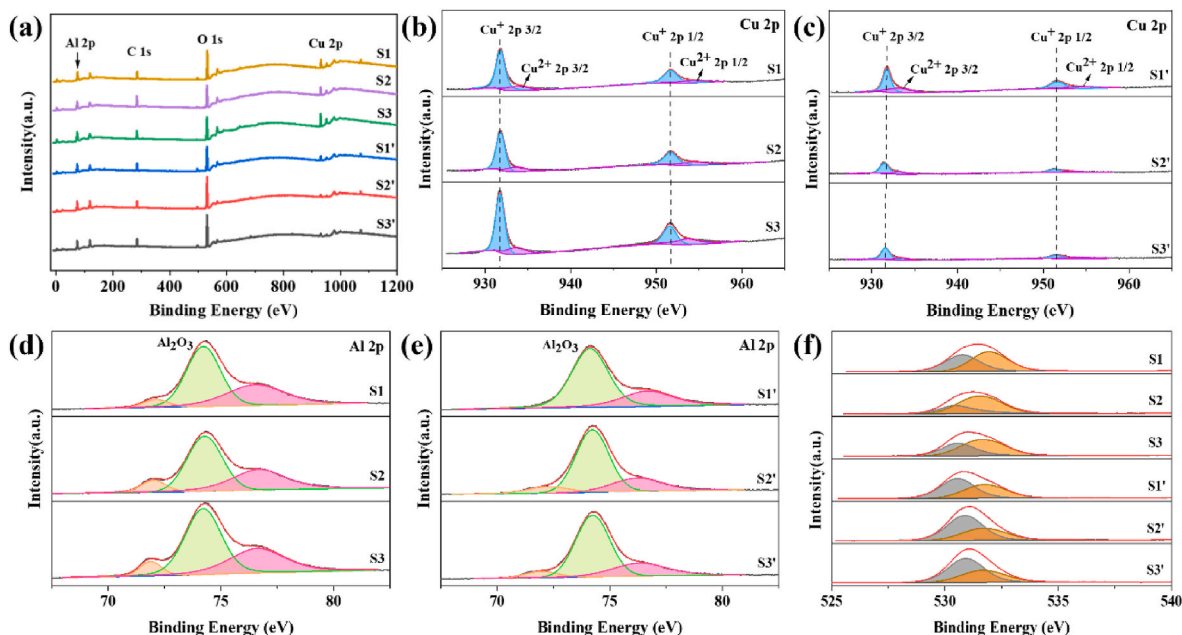 (a)
Al 2p
C 1s
O 1s
Cu 2p
S1
S2
S3
S1'
S2'
S3'
Intensity(a.u.)
0 200 400 600 800 1000 1200
Binding Energy (eV)
(b)
Cu 2p
Cu⁺ 2p 3/2
Cu²⁺ 2p 3/2
Cu⁺ 2p 1/2
Cu²⁺ 2p 1/2
S1
S2
S3
Intensity(a.u.)
930 940 950 960
Binding Energy (eV)
(c)
Cu 2p
Cu⁺ 2p 3/2
Cu²⁺ 2p 3/2
Cu⁺ 2p 1/2
Cu²⁺ 2p 1/2
S1'
S2'
S3'
Intensity(a.u.)
930 940 950 960
Binding Energy (eV)
(d)
Al₂O₃
Al 2p
S1
S2
S3
Intensity(a.u.)
70 75 80
Binding Energy (eV)
(e)
Al₂O₃
Al 2p
S1'
S2'
S3'
Intensity(a.u.)
70 75 80
Binding Energy (eV)
(f)
S1
S2
S3
S1'
S2'
S3'
Intensity(a.u.)
525 530 535 540
Binding Energy (eV)